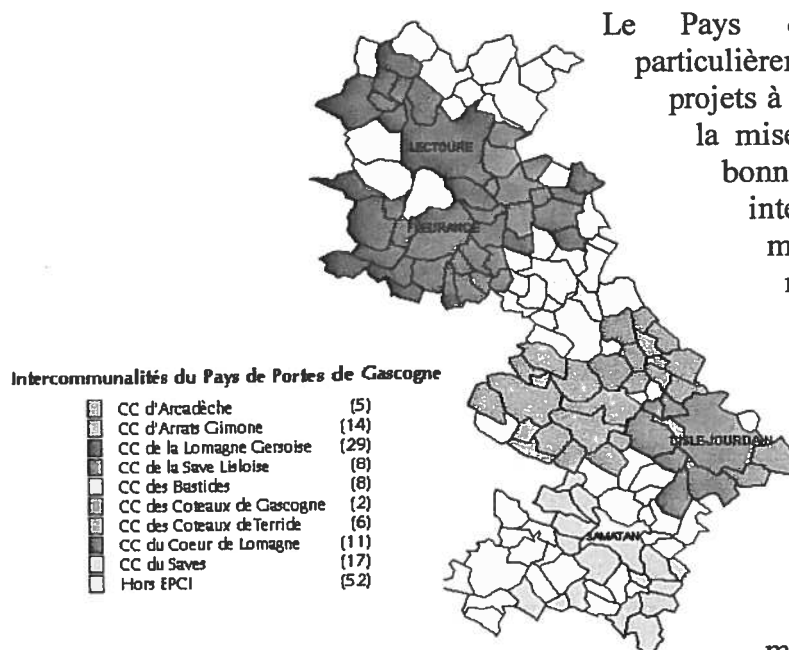 Le Pays
particulièrem
projets à
la mise
bonn
inte
m
LECTOURE
FLEURANCE
Intercommunalités du Pays de Portes de Gascogne
CC d'Arcadèche (5)
CC d'Arrats Gimone (14)
CC de la Lomagne Gersoise (29)
CC de la Save Lisloise (8)
CC des Bastides (8)
CC des Coteaux de Gascogne (2)
CC des Coteaux de Terride (6)
CC du Coeur de Lomagne (11)
CC du Saves (17)
Hors EPCI (52)
L'ISLE-JOURDAIN
SAMATAN
m